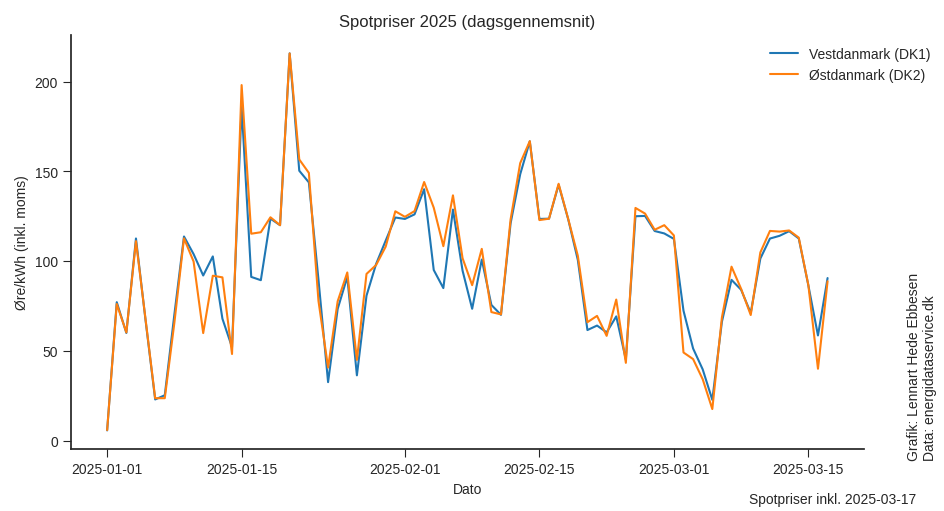 Spotpriser 2025 (dagsgennemsnit)
Vestdanmark (DK1)
Østdanmark (DK2)
Øre/kWh (inkl. moms)
200
150
100
50
0
2025-01-01
2025-01-15
2025-02-01
2025-02-15
2025-03-01
2025-03-15
Dato
Grafik: Lennart Hede Ebbesen
Data: energidataservice.dk
Spotpriser inkl. 2025-03-17